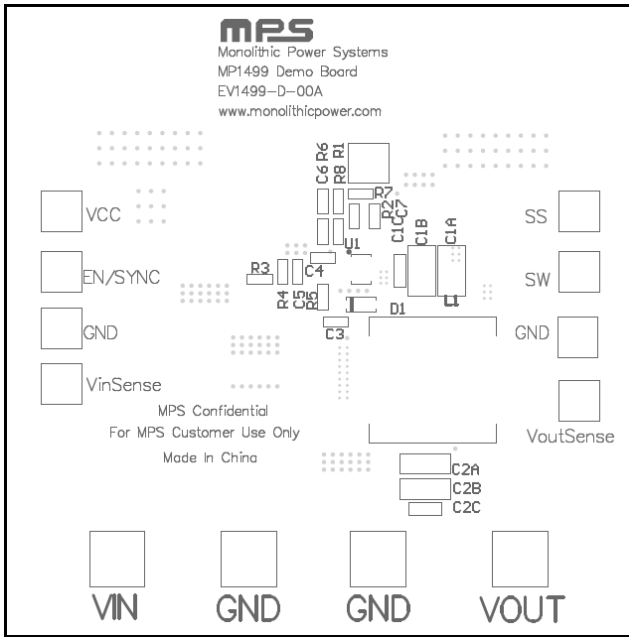 mPS
Monolithic Power Systems
MP1499 Demo Board
EV1499-D-00A
www.monolithicpower.com
C6
R6
R8
R1
R7
R2
C7
C1C
C1B
C1A
U1
VCC
SS
EN/SYNC
R3
R4
C5
R5
C4
SW
L1
D1
C3
GND
GND
VinSense
VoutSense
MPS Confidential
For MPS Customer Use Only
Made In China
C2A
C2B
C2C
VIN
GND
GND
VOUT